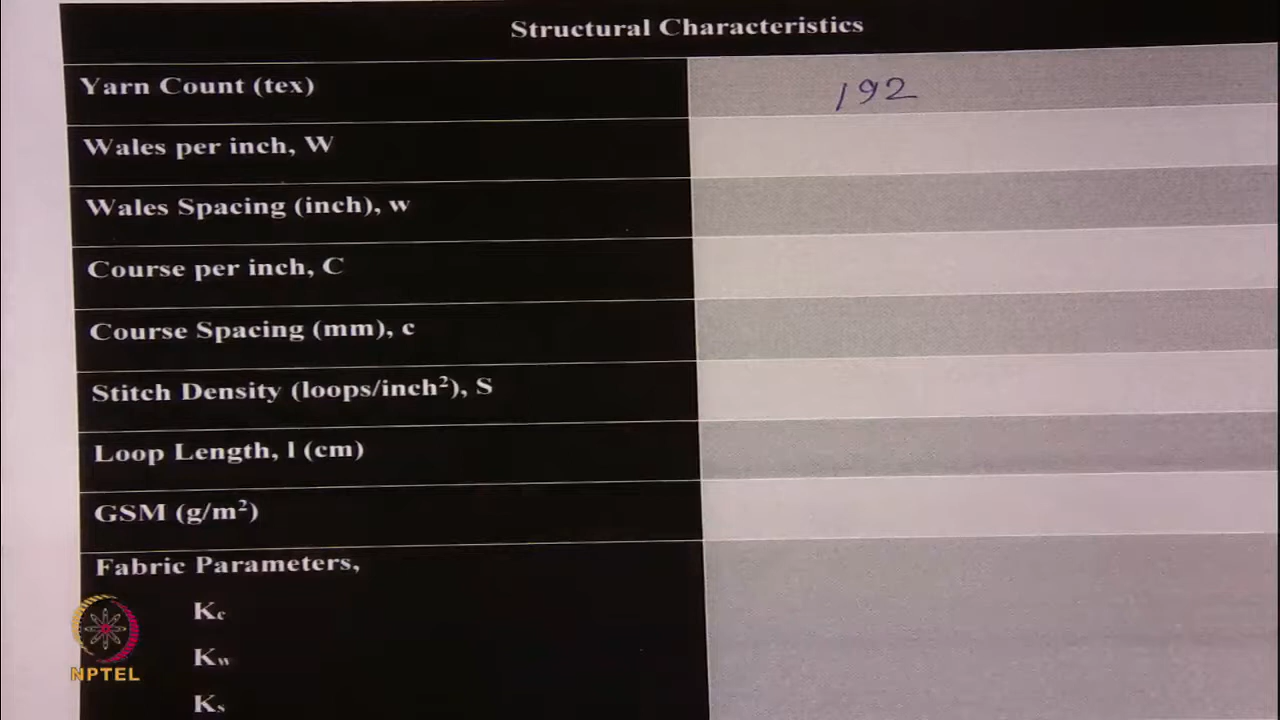 Structural Characteristics
Yarn Count (tex) 192
Wales per inch, W
Wales Spacing (inch), w
Course per inch, C
Course Spacing (mm), c
Stitch Density (loops/inch²), S
Loop Length, l (cm)
GSM (g/m²)
Fabric Parameters,
Kc
Kw
Ks
NPTEL